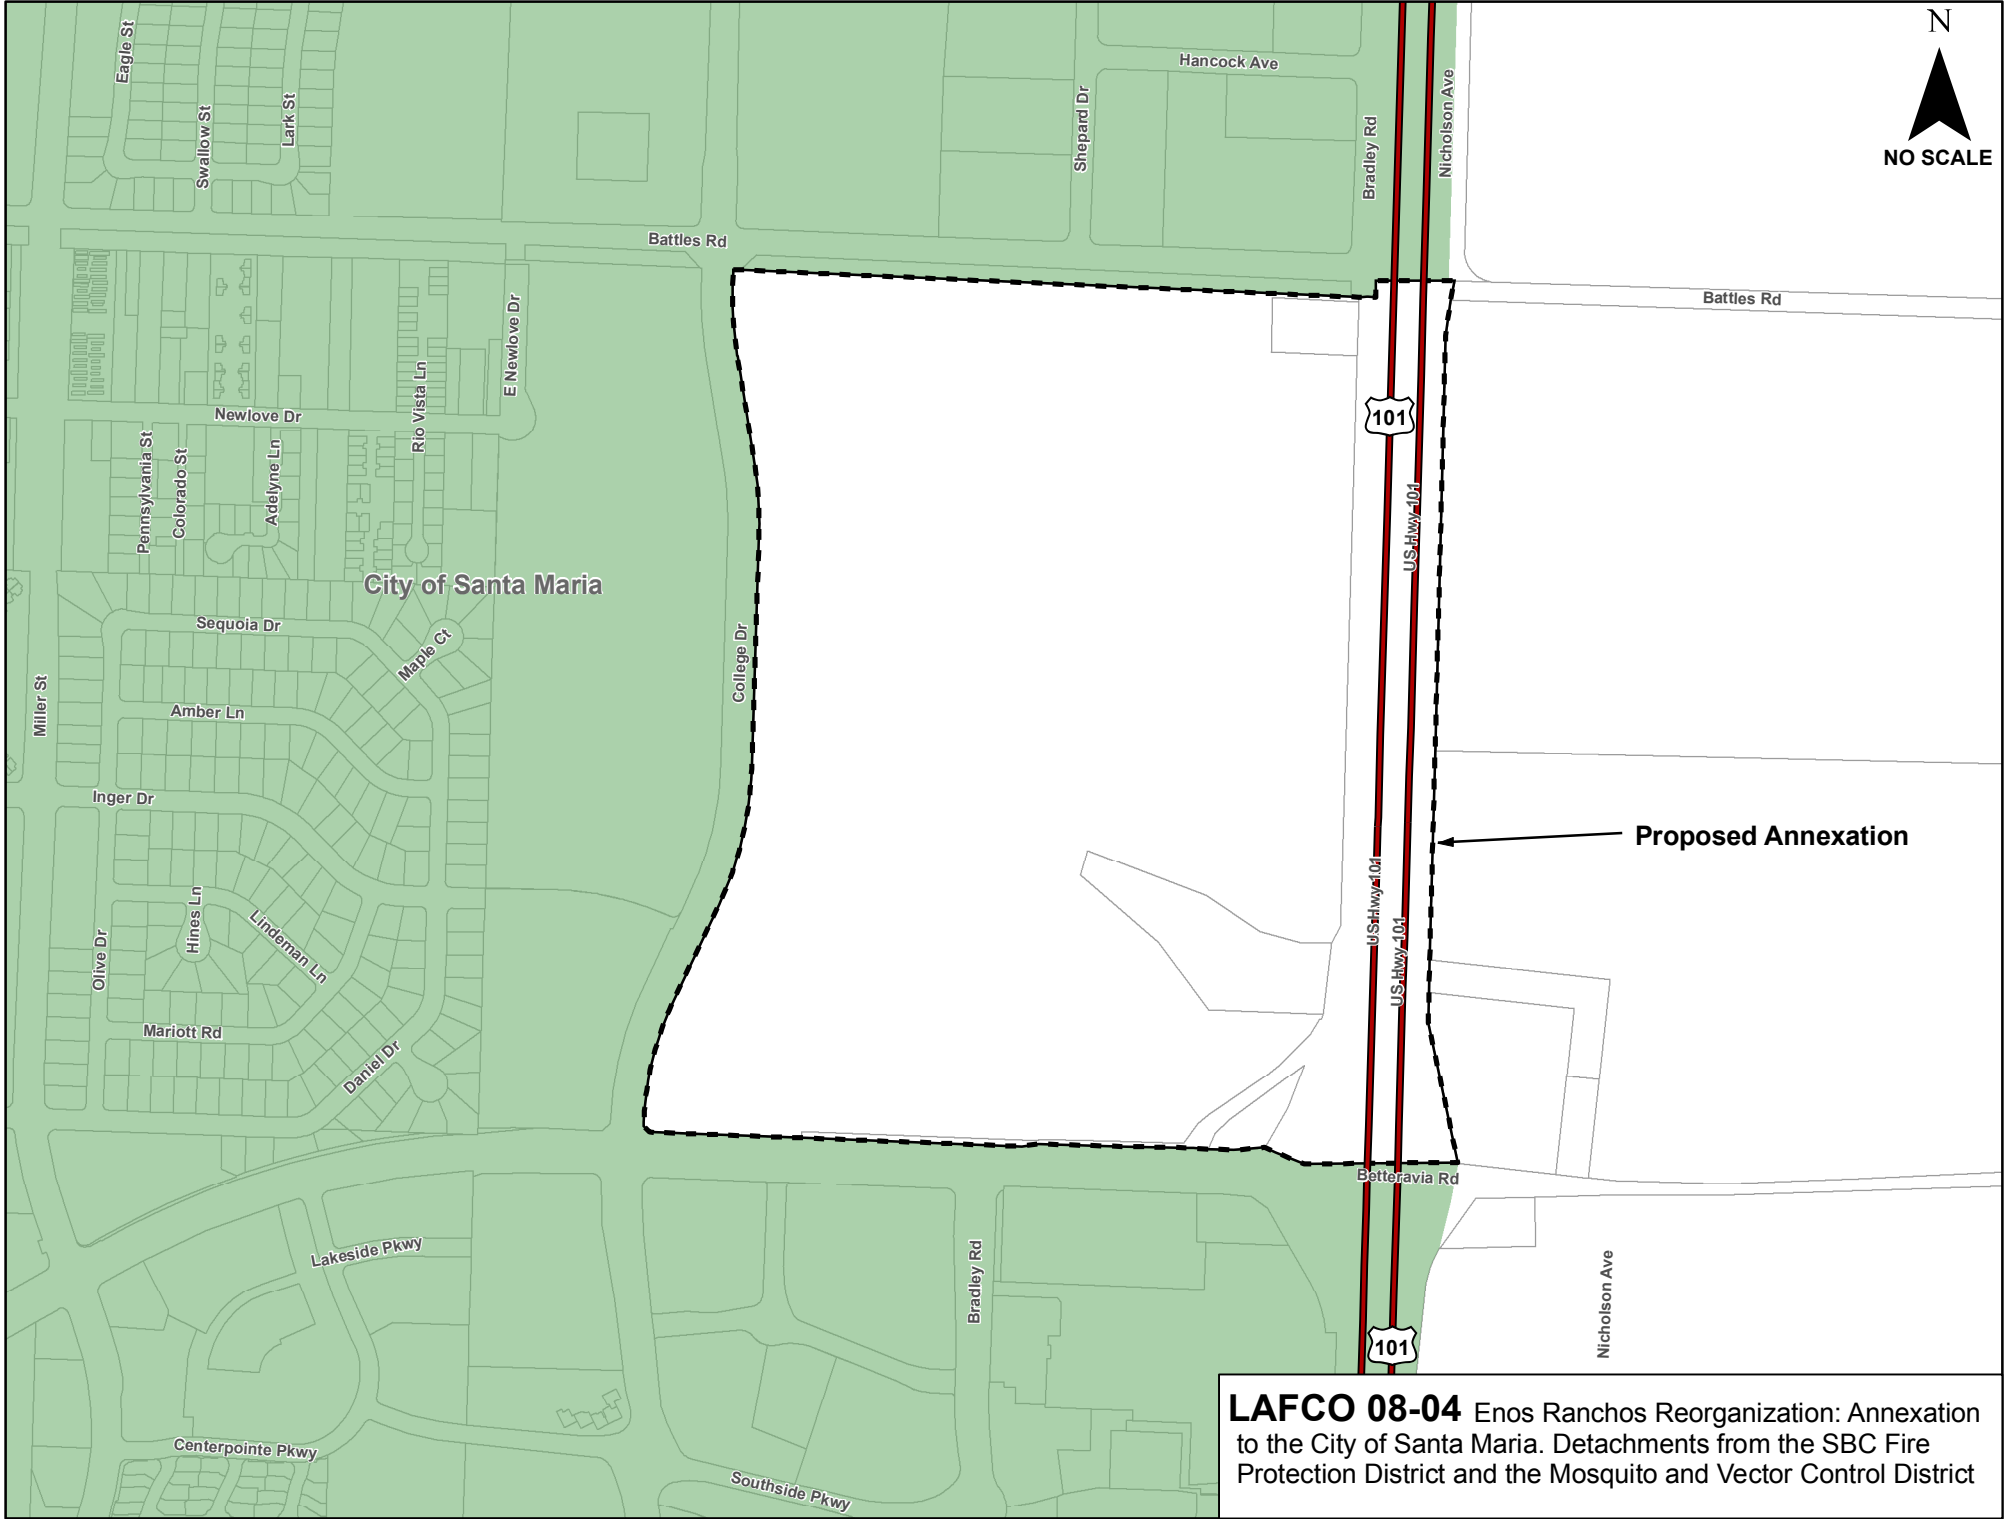 N
NO SCALE
Eagle St
Swallow St
Lark St
Hancock Ave
Shepard Dr
Bradley Rd
Nicholson Ave
Battles Rd
Battles Rd
E Newlove Dr
Rio Vista Ln
Newlove Dr
101
Pennsylvania St
Colorado St
Adelyne Ln
US Hwy 101
City of Santa Maria
Sequoia Dr
Maple Ct
College Dr
Miller St
Amber Ln
Inger Dr
Proposed Annexation
US Hwy 101
US Hwy 101
Hines Ln
Lindeman Ln
Olive Dr
Mariott Rd
Daniel Dr
Betteravia Rd
Lakeside Pkwy
Bradley Rd
Nicholson Ave
101
Centerpointe Pkwy
Southside Pkwy
LAFCO 08-04 Enos Ranchos Reorganization: Annexation
to the City of Santa Maria. Detachments from the SBC Fire
Protection District and the Mosquito and Vector Control District